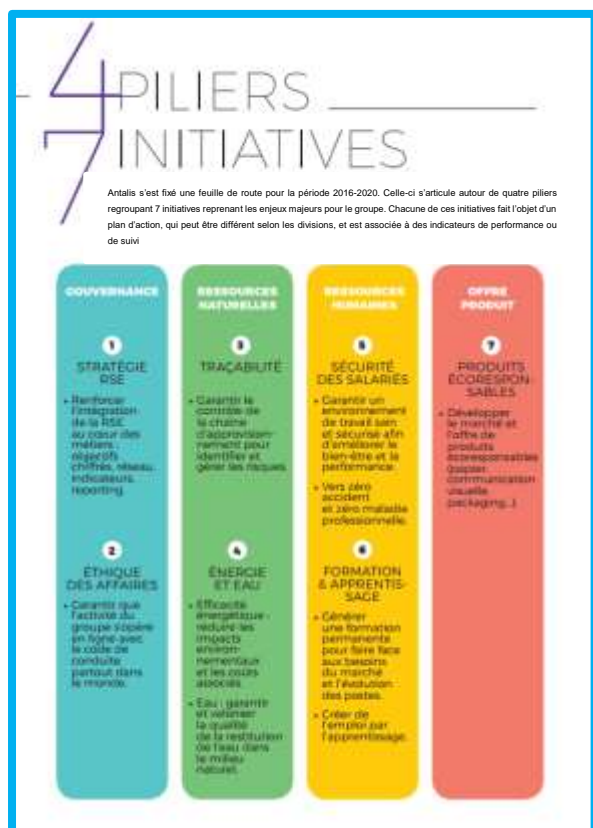 4 PILIERS
7 INITIATIVES
Antalis s'est fixé une feuille de route pour la période 2016-2020. Celle-ci s'articule autour de quatre piliers
regroupant 7 initiatives reprenant les enjeux majeurs pour le groupe. Chacune de ces initiatives fait l'objet d'un
plan d'action, qui peut être différent selon les divisions, et est associée à des indicateurs de performance ou
de suivi
GOUVERNANCE
1
STRATÉGIE
RSE
• Renforcer
l'intégration
de la RSE
au cœur des
métiers :
objectifs
chiffrés, réseau,
indicateurs,
reporting.
2
ÉTHIQUE
DES AFFAIRES
• Garantir que
l'activité du
groupe s'opère
en ligne avec
le code de
conduite
partout dans
le monde.
RESSOURCES
NATURELLES
3
TRAÇABILITÉ
• Garantir le
contrôle de
la chaîne
d'approvision-
nement pour
identifier et
gérer les risques
4
ÉNERGIE
ET EAU
• Efficacité
énergétique :
réduire les
impacts
environ-
nementaux
et les coûts
associés.
• Eau : garantir
et valoriser
la qualité
de la restitution
de l'eau dans
le milieu
naturel.
RESSOURCES
HUMAINES
5
SÉCURITÉ
DES SALARIÉS
• Garantir un
environnement
de travail sain
et sécurisé afin
d'améliorer le
bien-être et la
performance.
• Vers zéro
accident
et zéro maladie
professionnelle.
6
FORMATION
& APPRENTIS-
SAGE
• Générer
une formation
permanente
pour faire face
aux besoins
du marché
et l'évolution
des postes.
• Créer de
l'emploi par
l'apprentissage.
OFFRE
PRODUIT
7
PRODUITS
ÉCORESPON-
SABLES
• Développer
le marché et
l'offre de
produits
écoresponsables
(papier,
communication
visuelle
packaging...)